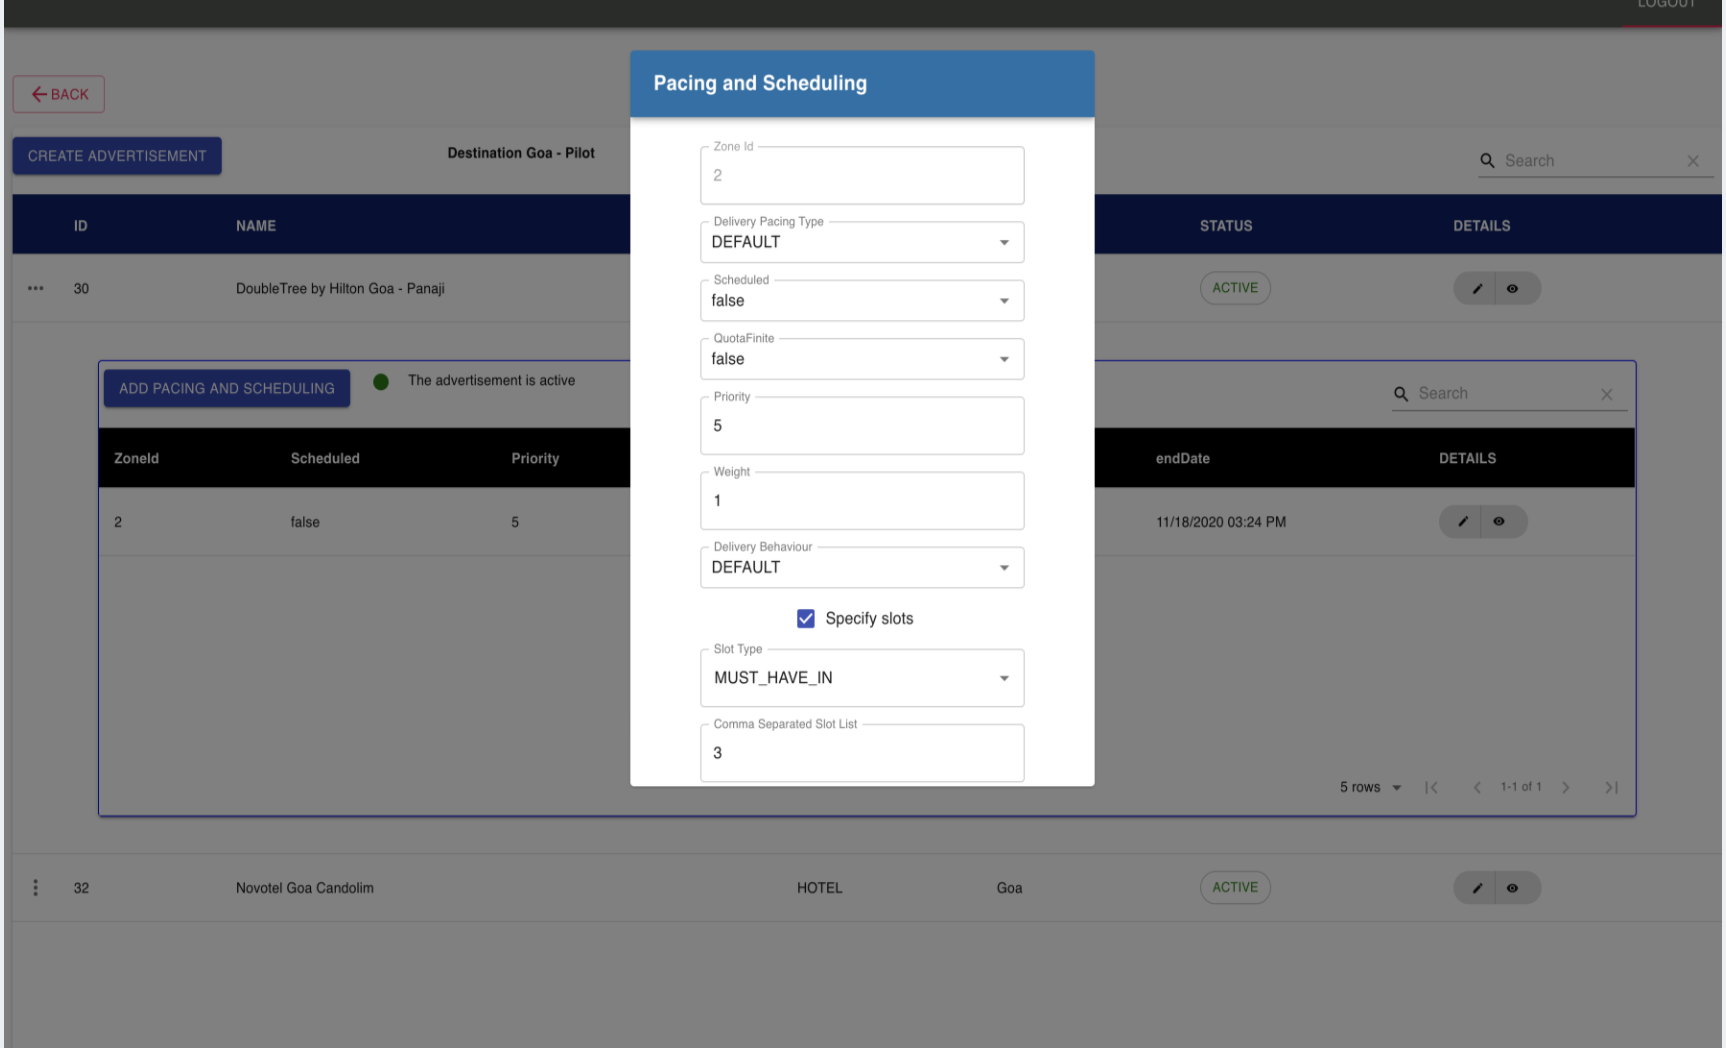 LOGOUT
BACK
CREATE ADVERTISEMENT
Destination Goa - Pilot
Search
ID NAME STATUS DETAILS
30 DoubleTree by Hilton Goa - Panaji ACTIVE
ADD PACING AND SCHEDULING
The advertisement is active
Search
ZoneId Scheduled Priority endDate DETAILS
2 false 5 11/18/2020 03:24 PM
5 rows 1-1 of 1
32 Novotel Goa Candolim HOTEL Goa ACTIVE
Pacing and Scheduling
Zone Id
2
Delivery Pacing Type
DEFAULT
Scheduled
false
QuotaFinite
false
Priority
5
Weight
1
Delivery Behaviour
DEFAULT
Specify slots
Slot Type
MUST_HAVE_IN
Comma Separated Slot List
3